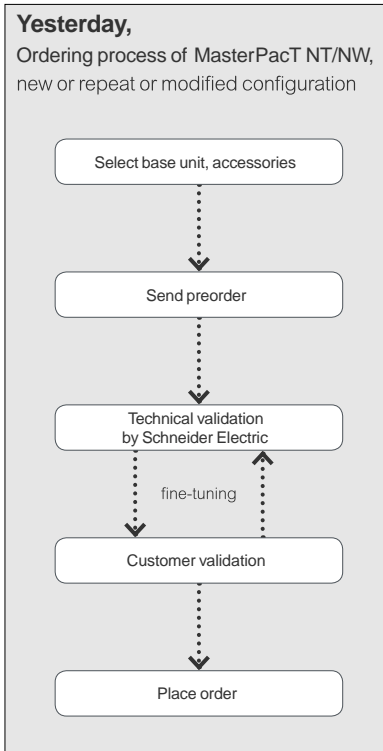 Yesterday,
Ordering process of MasterPacT NT/NW,
new or repeat or modified configuration
Select base unit, accessories
Send preorder
Technical validation
by Schneider Electric
fine-tuning
Customer validation
Place order